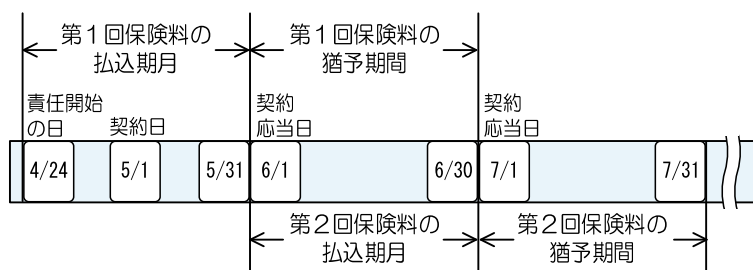 第1回保険料の
払込期月
第1回保険料の
猶予期間
責任開始
の日
契約日
契約
応当日
契約
応当日
4/24
5/1
5/31
6/1
6/30
7/1
7/31
第2回保険料の
払込期月
第2回保険料の
猶予期間